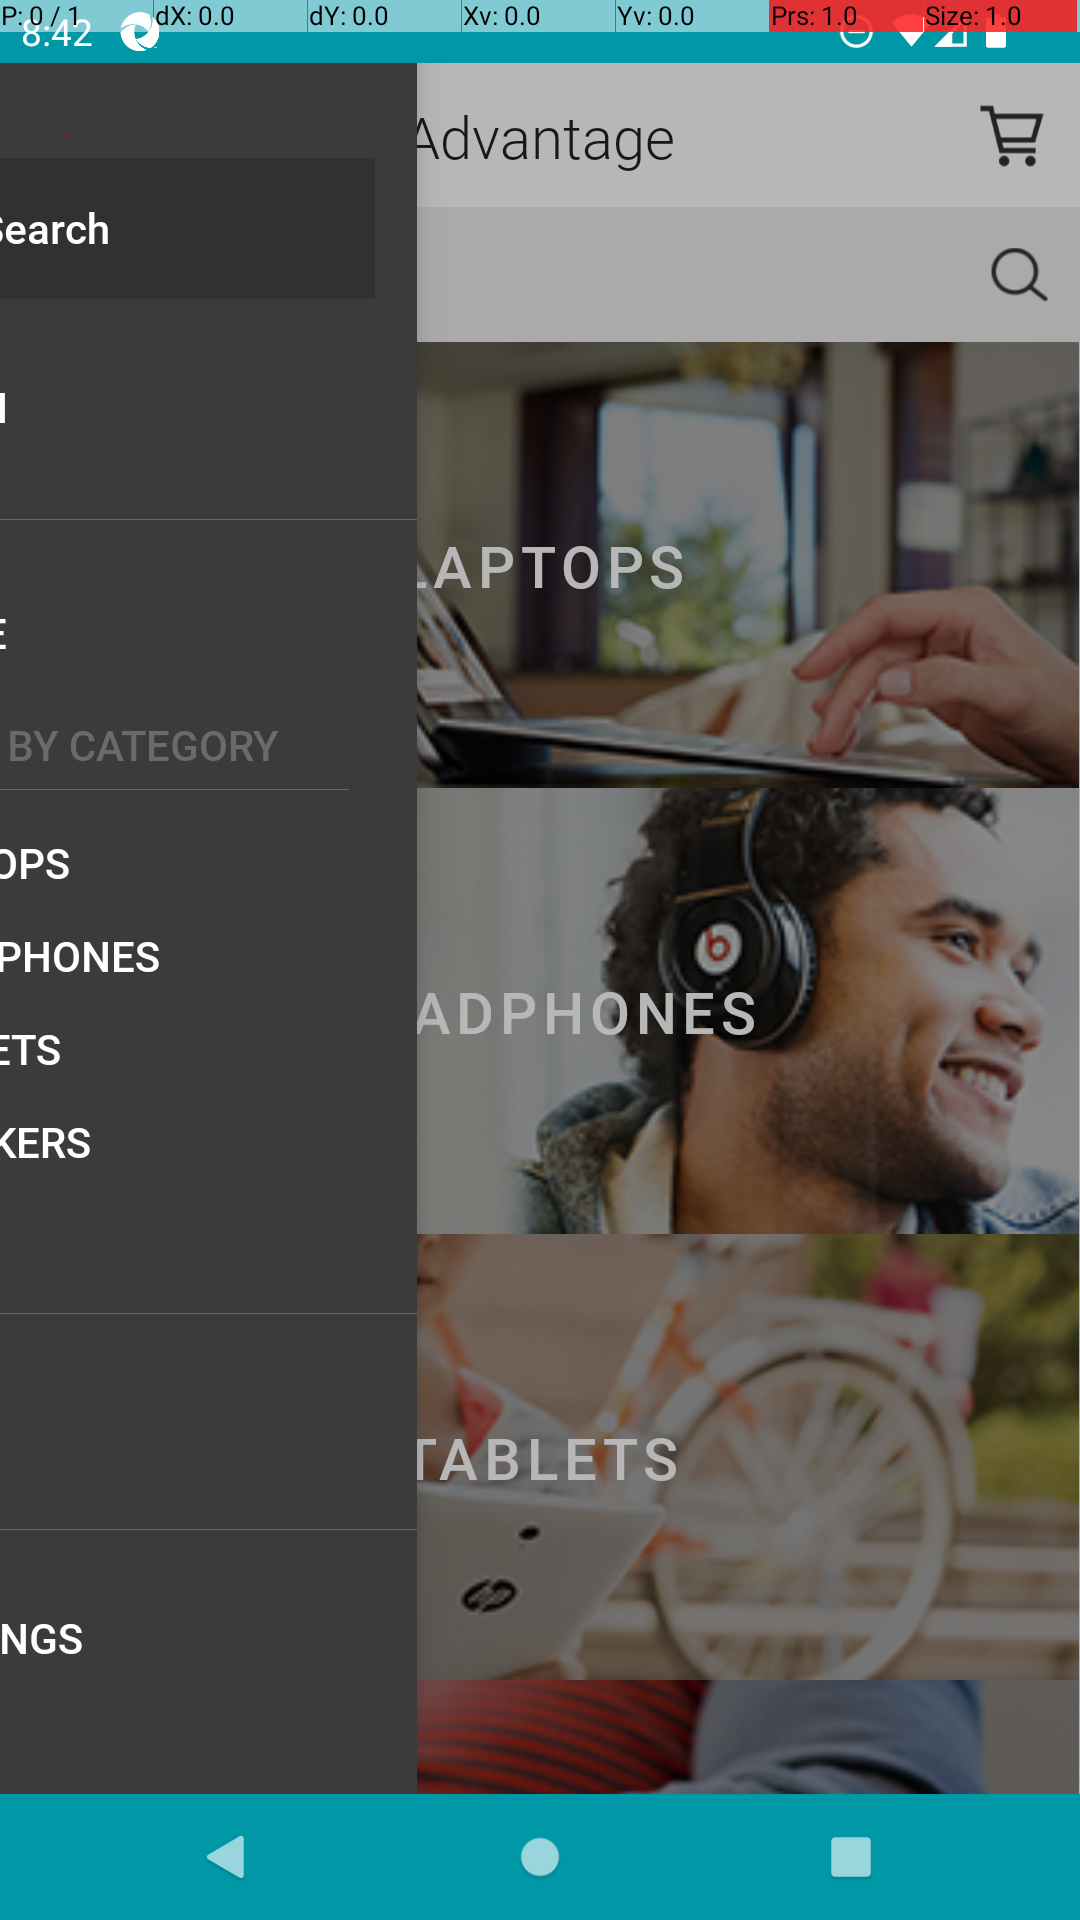 P: 0 / 1 dX: 0.0 dY: 0.0 Xv: 0.0 Yv: 0.0 Prs: 1.0 Size: 1.0
8:42
Advantage
Search
LAPTOPS
E
BY CATEGORY
OPS
PHONES
ADPHONES
ETS
KERS
TABLETS
NGS